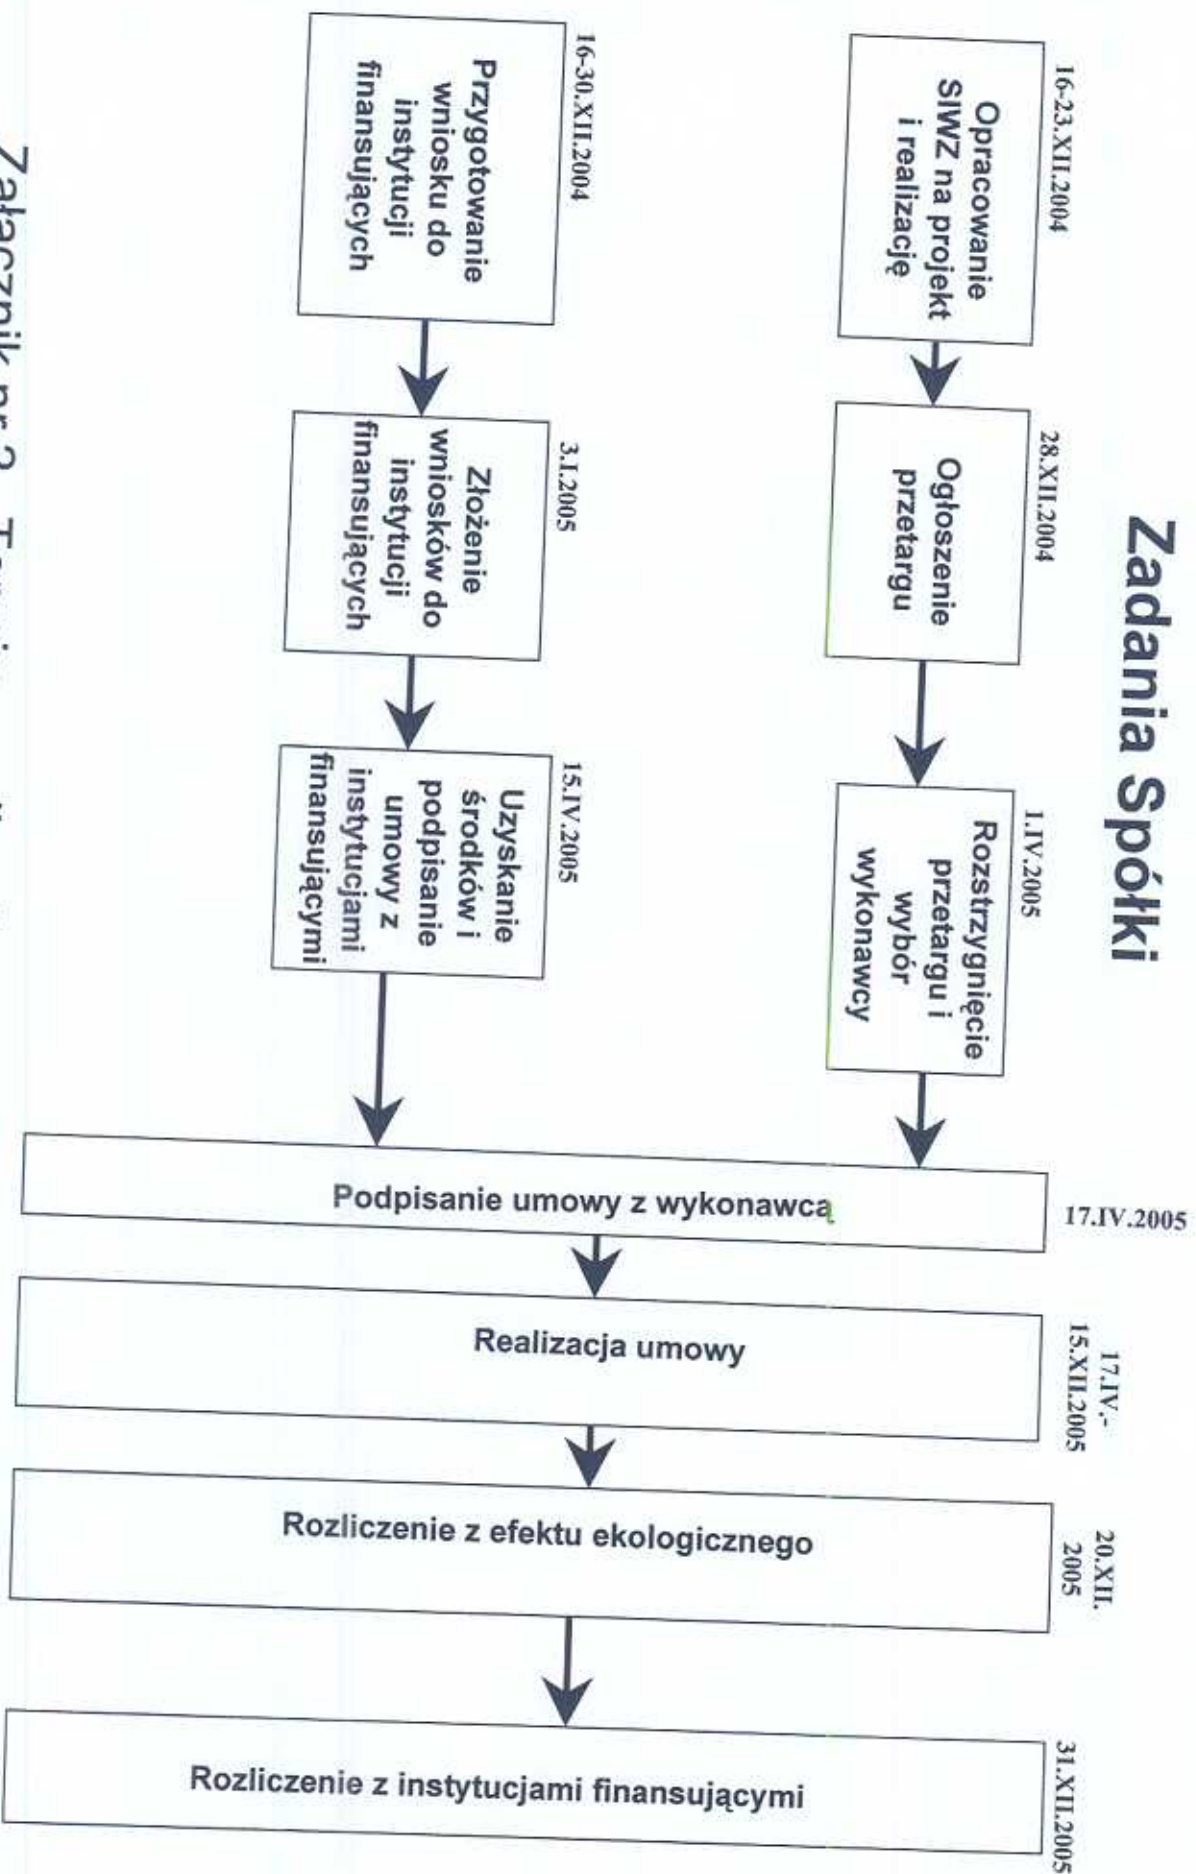 Zadania Spółki
16-23.XII.2004
Opracowanie
SIWZ na projekt
i realizację
28.XII.2004
Ogłoszenie
przetargu
1.IV.2005
Rozstrzygnięcie
przetargu i
wybór
wykonawcy
16-30.XII.2004
Przygotowanie
wniosku do
instytucji
finansujących
3.I.2005
Złożenie
wniosków do
instytucji
finansujących
15.IV.2005
Uzyskanie
środków i
podpisanie
umowy z
instytucjami
finansującymi
17.IV.2005
Podpisanie umowy z wykonawcą
17.IV.-
15.XII.2005
Realizacja umowy
20.XII.
2005
Rozliczenie z efektu ekologicznego
31.XII.2005
Rozliczenie z instytucjami finansującymi
Załącznik nr